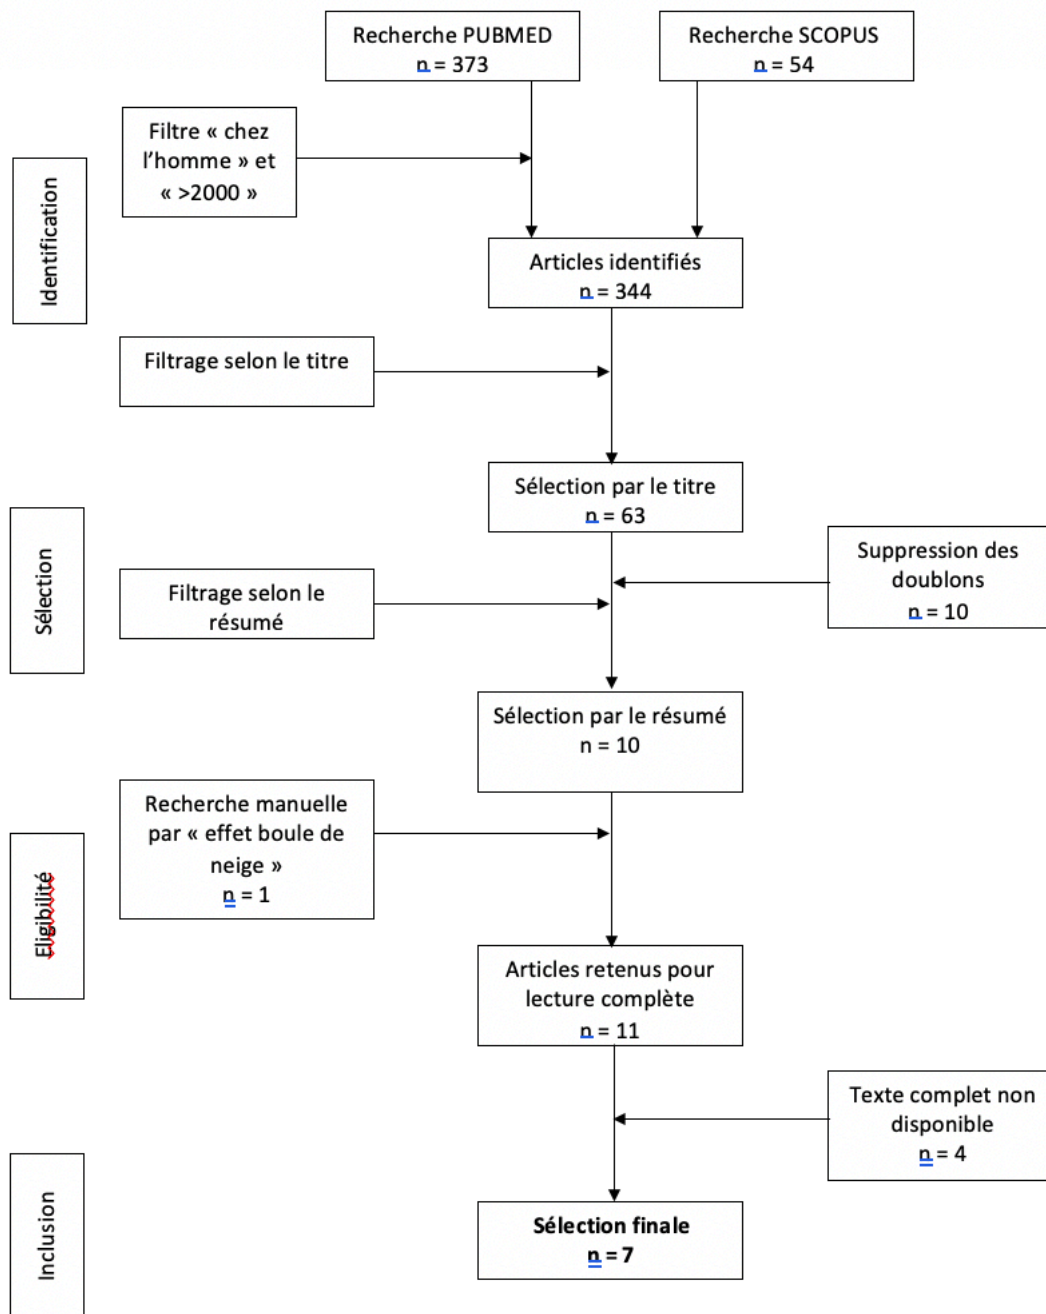 Recherche PUBMED
n = 373
Recherche SCOPUS
n = 54
Filtre « chez
l’homme » et
« >2000 »
Identification
Articles identifiés
n = 344
Filtrage selon le titre
Sélection par le titre
n = 63
Sélection
Suppression des
doublons
n = 10
Filtrage selon le
résumé
Sélection par le résumé
n = 10
Recherche manuelle
par « effet boule de
neige »
n = 1
Eligibilité
Articles retenus pour
lecture complète
n = 11
Texte complet non
disponible
n = 4
Inclusion
Sélection finale
n = 7